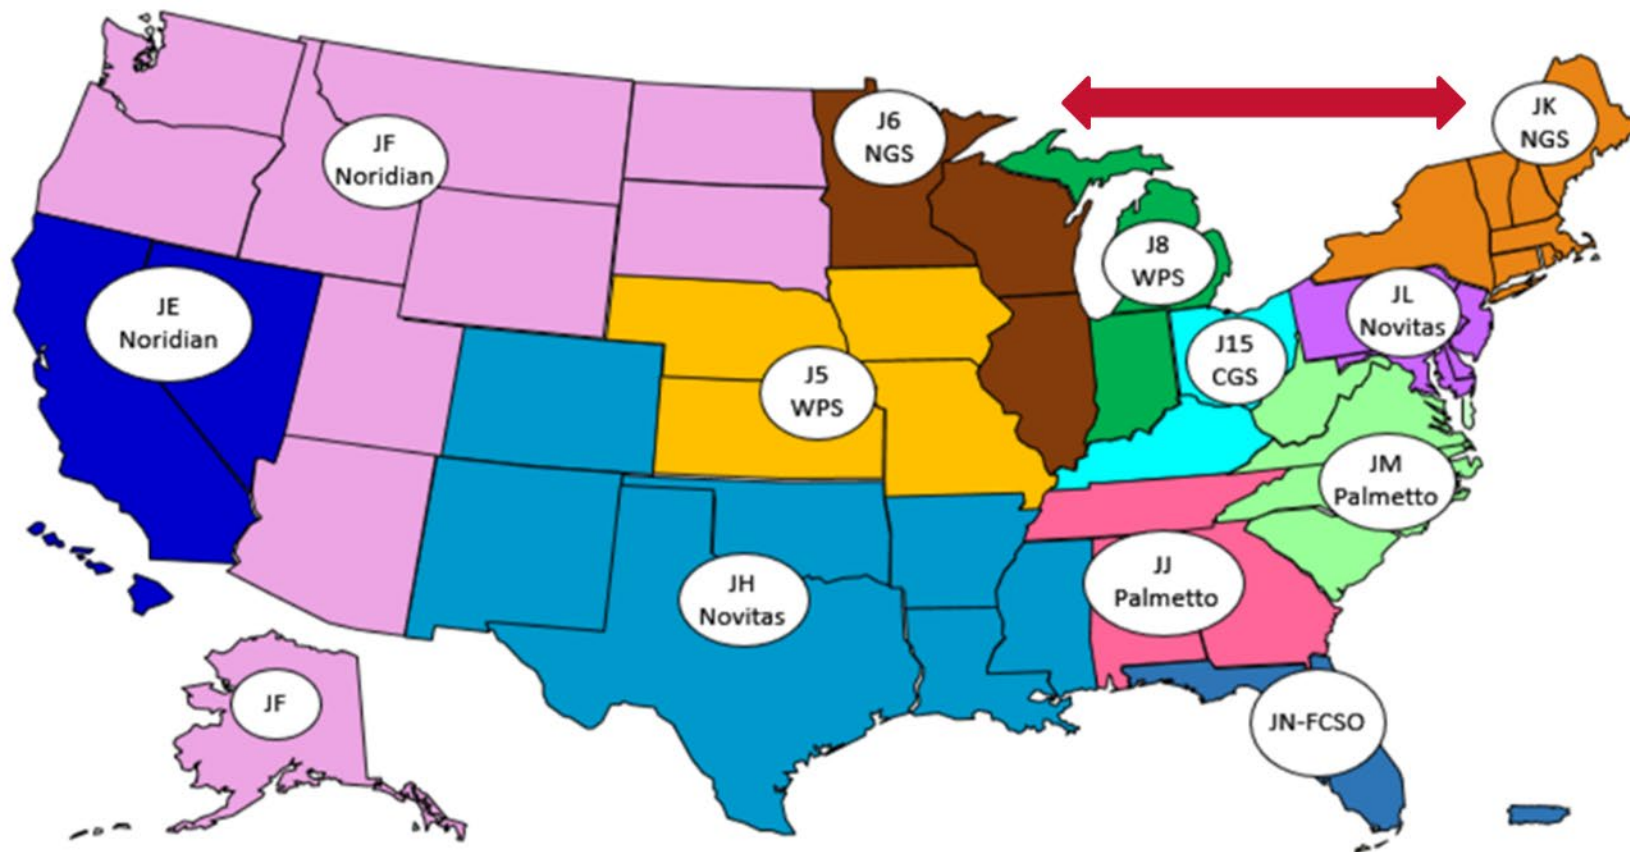 JF
Noridian
J6
NGS
JK
NGS
J8
WPS
JE
Noridian
JL
Novitas
J15
CGS
J5
WPS
JM
Palmetto
JH
Novitas
JJ
Palmetto
JF
JN-FCSO